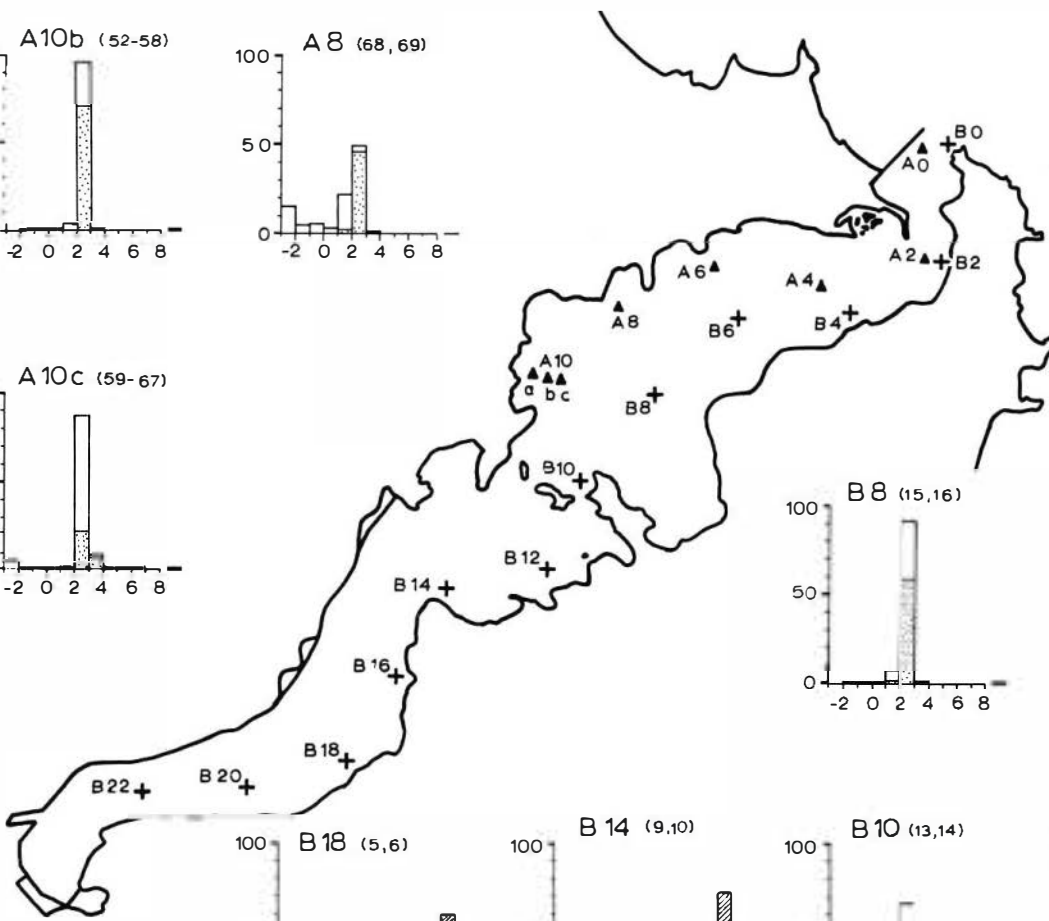 A10b (52-58)
-2 0 2 4 6 8
A8 (68,69)
100
50
0
-2 0 2 4 6 8
B0
A0
A2
B2
A6
A4
A8
B6
B4
A10
a b c
B8
A10c (59-67)
-2 0 2 4 6 8
B10
B8 (15,16)
100
50
0
-2 0 2 4 6 8
B12
B14
B16
B18
B20
B22
B18 (5,6)
100
B14 (9,10)
100
B10 (13,14)
100